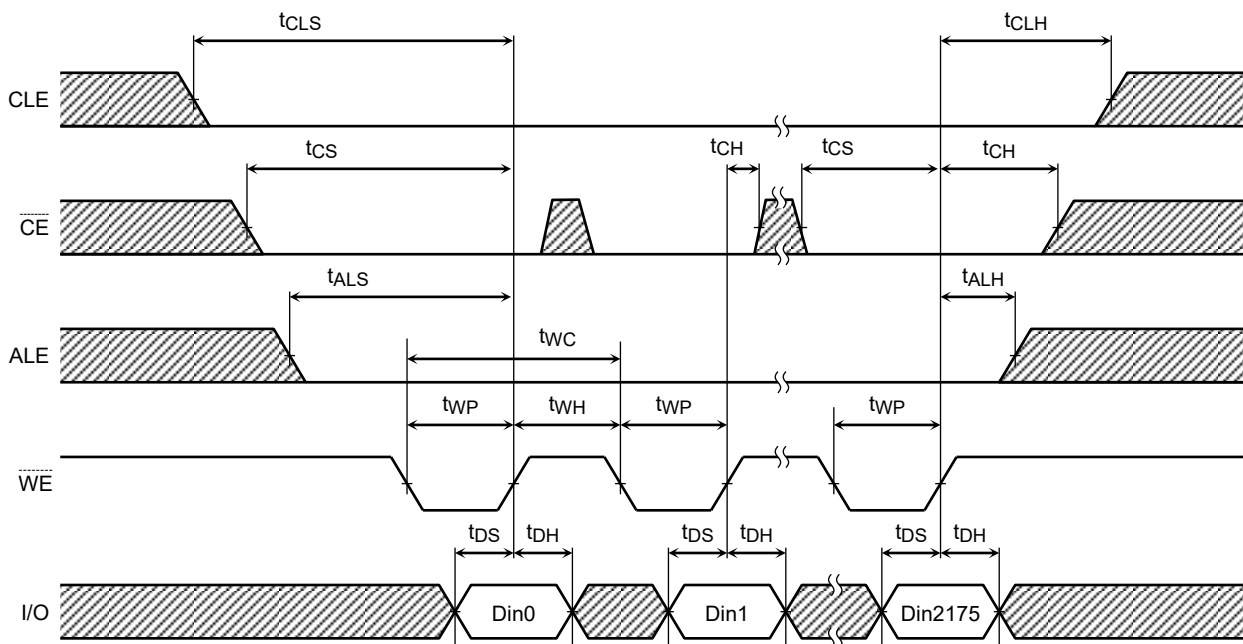 tCLS tCLH
CLE
tCS tCH tCS tCH
CE
tALS tALH
ALE
tWC
tWP tWH tWP tWP
WE
tDS tDH tDS tDH tDS tDH
I/O Din0 Din1 Din2175